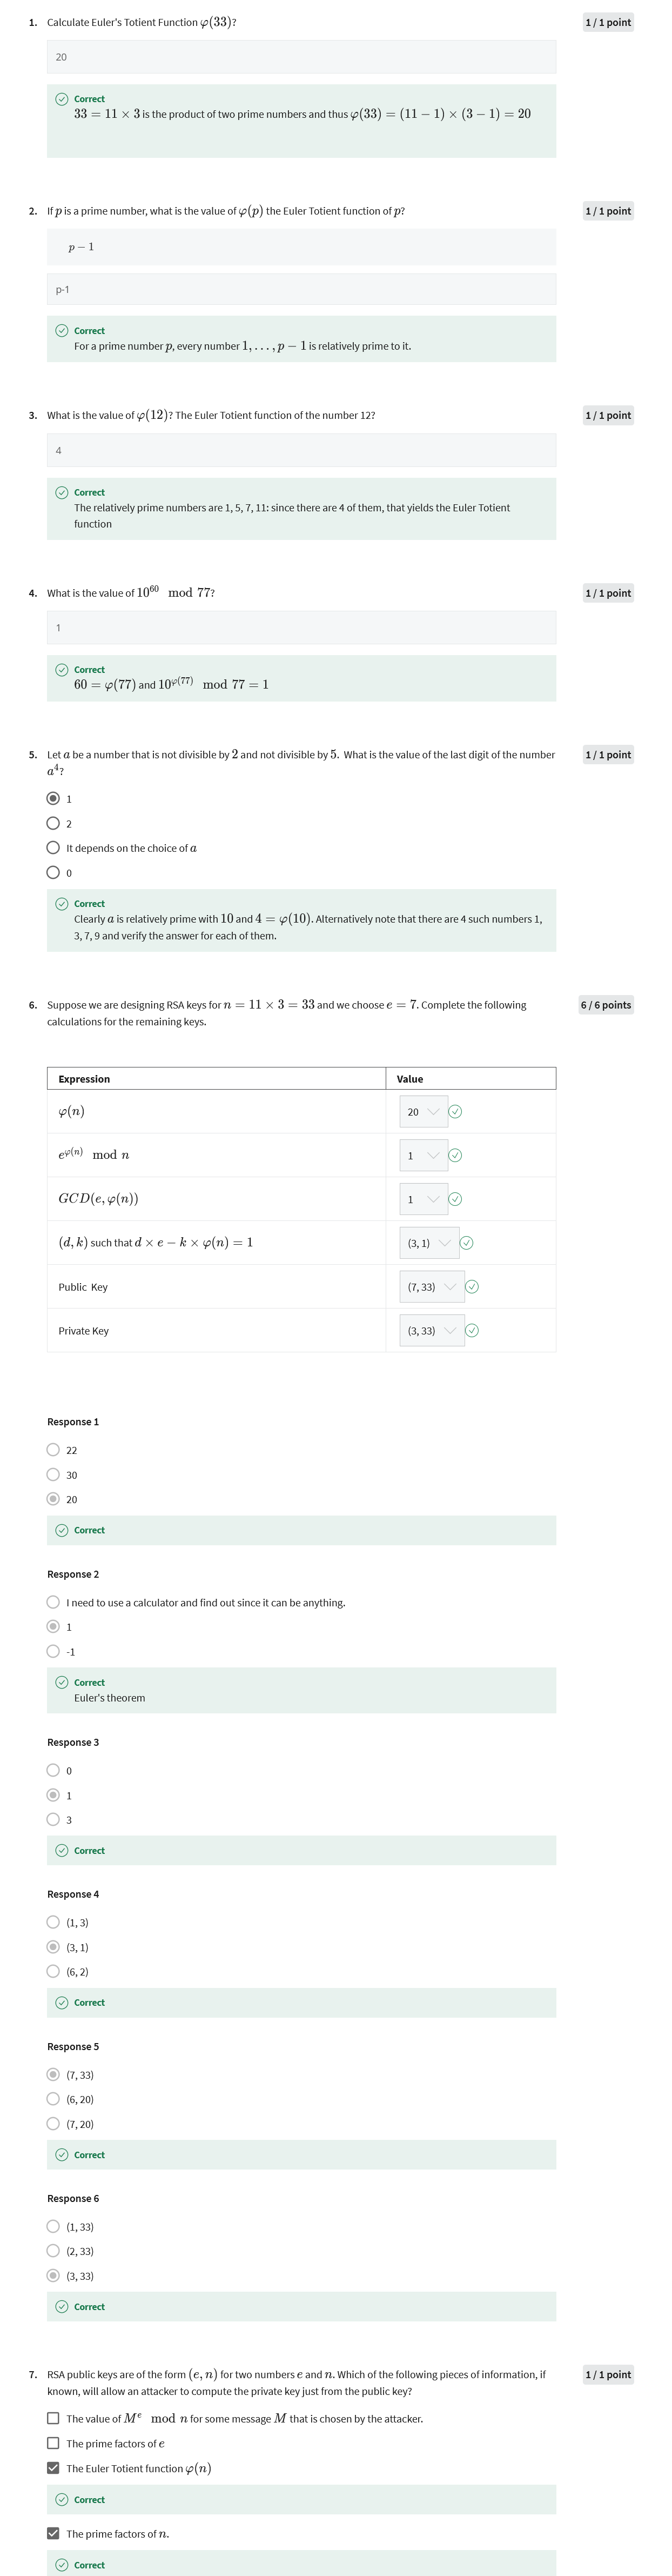 1. Calculate Euler's Totient Function φ(33)?
1 / 1 point
20
Correct
33 = 11 × 3 is the product of two prime numbers and thus φ(33) = (11 − 1) × (3 − 1) = 20
2. If p is a prime number, what is the value of φ(p) the Euler Totient function of p?
1 / 1 point
p − 1
p-1
Correct
For a prime number p, every number 1, . . . , p − 1 is relatively prime to it.
3. What is the value of φ(12)? The Euler Totient function of the number 12?
1 / 1 point
4
Correct
The relatively prime numbers are 1, 5, 7, 11: since there are 4 of them, that yields the Euler Totient
function
4. What is the value of 10^60 mod 77?
1 / 1 point
1
Correct
60 = φ(77) and 10^φ(77) mod 77 = 1
5. Let a be a number that is not divisible by 2 and not divisible by 5. What is the value of the last digit of the number
a^4?
1 / 1 point
1
2
It depends on the choice of a
0
Correct
Clearly a is relatively prime with 10 and 4 = φ(10). Alternatively note that there are 4 such numbers 1,
3, 7, 9 and verify the answer for each of them.
6. Suppose we are designing RSA keys for n = 11 × 3 = 33 and we choose e = 7. Complete the following
calculations for the remaining keys.
6 / 6 points
Expression Value
φ(n) 20
e^φ(n) mod n 1
GCD(e, φ(n)) 1
(d, k) such that d × e − k × φ(n) = 1 (3, 1)
Public Key (7, 33)
Private Key (3, 33)
Response 1
22
30
20
Correct
Response 2
I need to use a calculator and find out since it can be anything.
1
-1
Correct
Euler's theorem
Response 3
0
1
3
Correct
Response 4
(1, 3)
(3, 1)
(6, 2)
Correct
Response 5
(7, 33)
(6, 20)
(7, 20)
Correct
Response 6
(1, 33)
(2, 33)
(3, 33)
Correct
7. RSA public keys are of the form (e, n) for two numbers e and n. Which of the following pieces of information, if
known, will allow an attacker to compute the private key just from the public key?
1 / 1 point
The value of M^e mod n for some message M that is chosen by the attacker.
The prime factors of e
The Euler Totient function φ(n)
Correct
The prime factors of n.
Correct